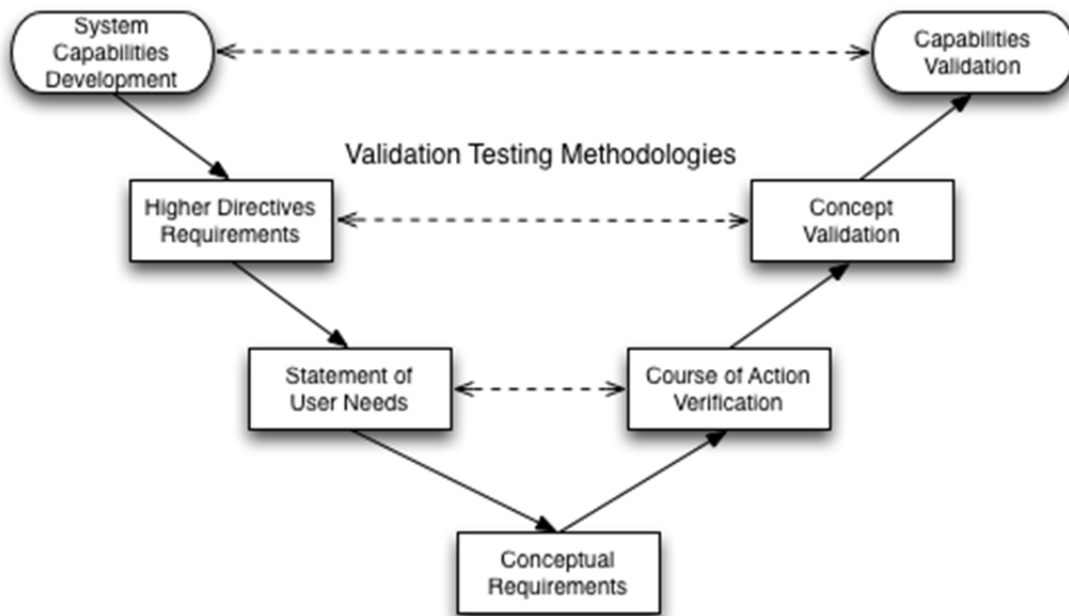 System
Capabilities
Development
Capabilities
Validation
Validation Testing Methodologies
Higher Directives
Requirements
Concept
Validation
Statement of
User Needs
Course of Action
Verification
Conceptual
Requirements